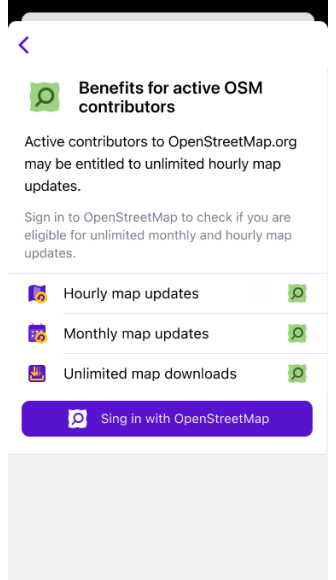 Benefits for active OSM
contributors
Active contributors to OpenStreetMap.org
may be entitled to unlimited hourly map
updates.
Sign in to OpenStreetMap to check if you are
eligible for unlimited monthly and hourly map
updates.
Hourly map updates
Monthly map updates
Unlimited map downloads
Sing in with OpenStreetMap